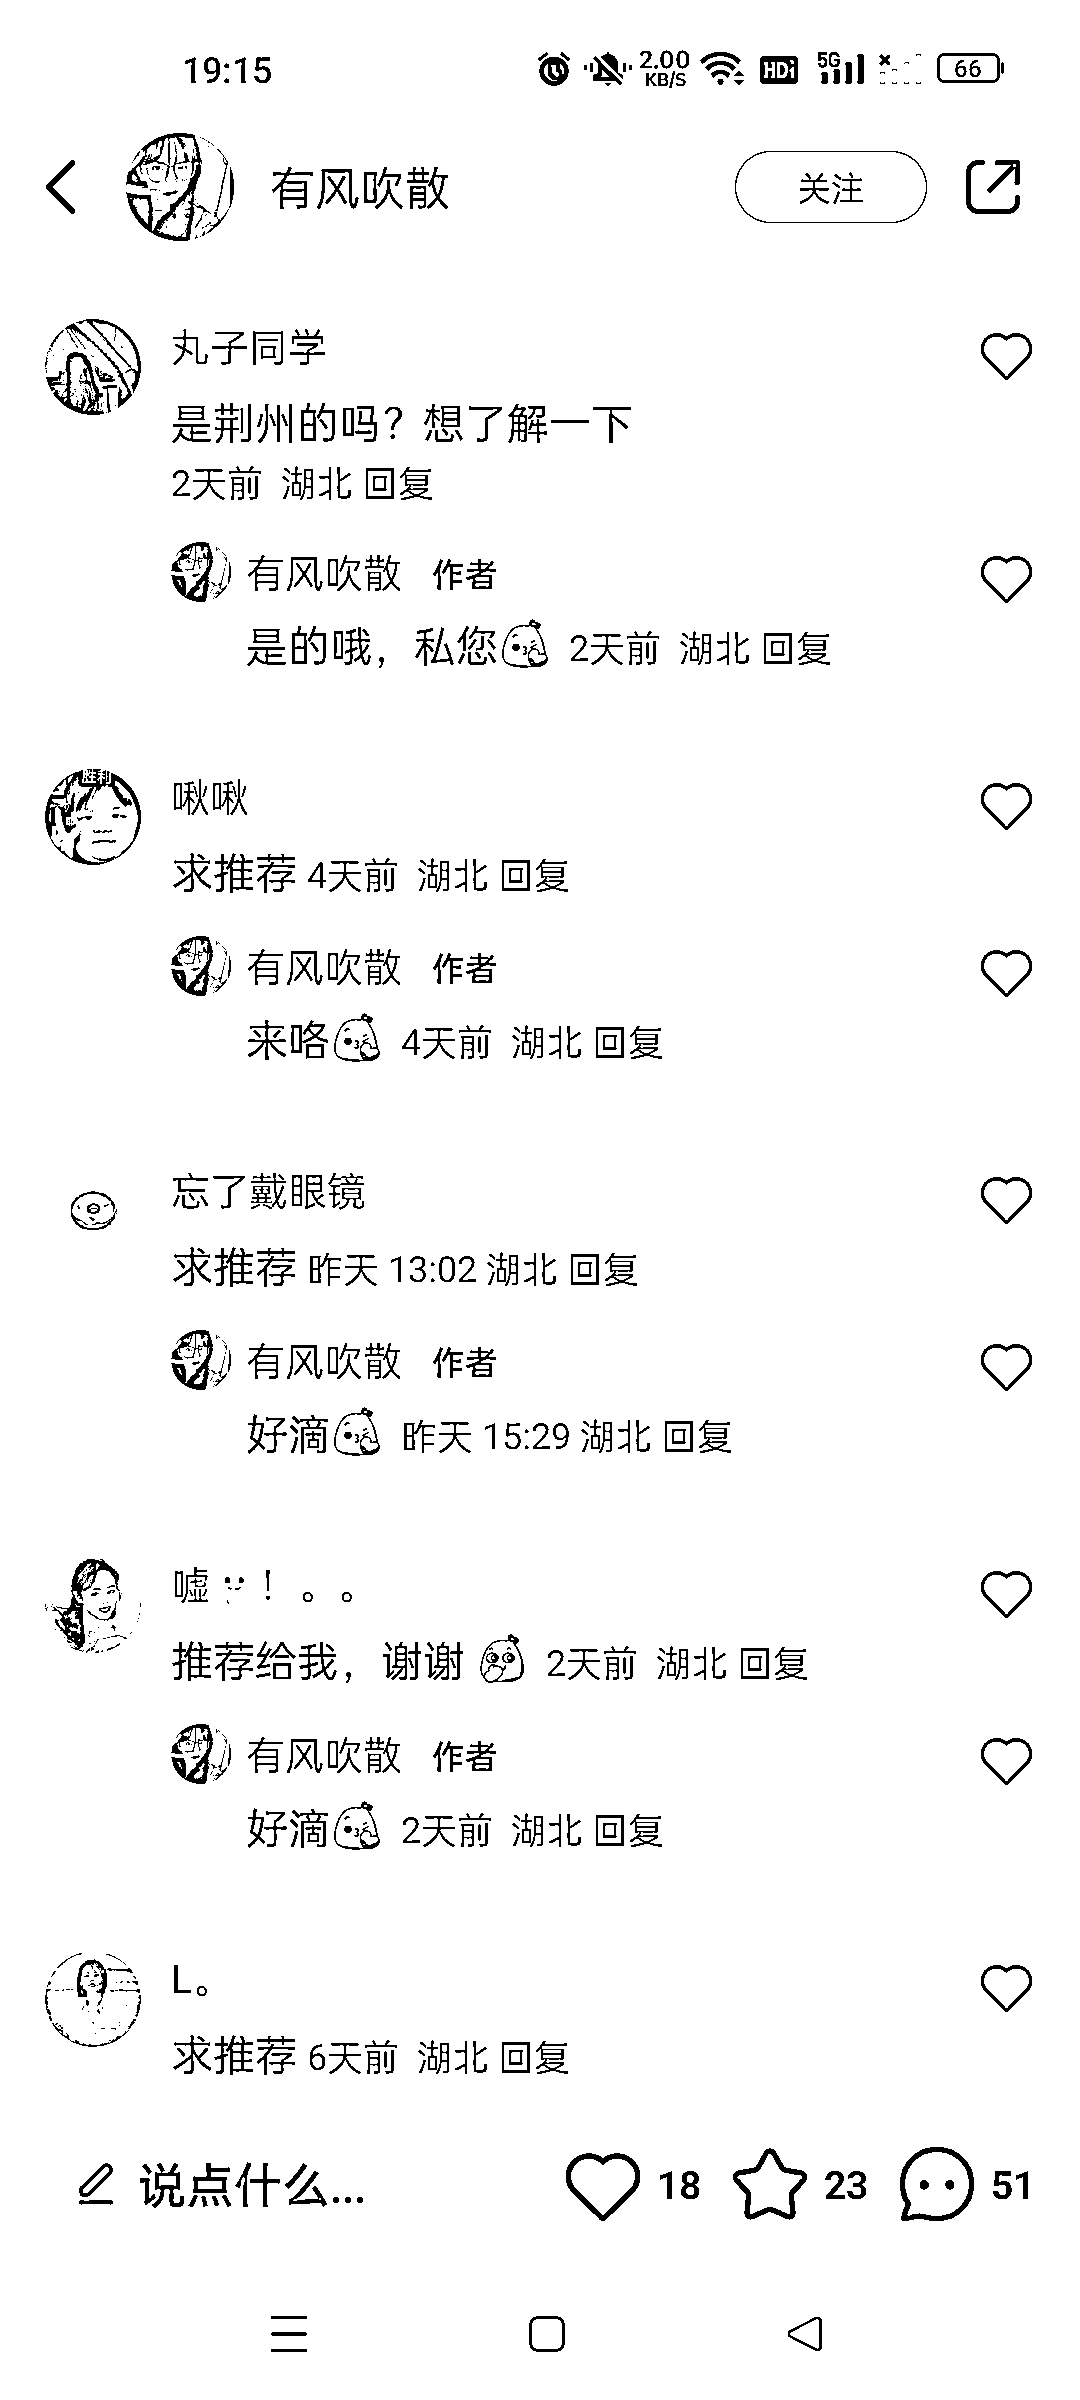 19:15 2.00 KB/S HDi 5G 66
有风吹散 关注
丸子同学
是荆州的吗？想了解一下
2天前 湖北 回复
有风吹散 作者
是的哦，私您 2天前 湖北 回复
胜利
啾啾
求推荐 4天前 湖北 回复
有风吹散 作者
来咯 4天前 湖北 回复
忘了戴眼镜
求推荐 昨天 13:02 湖北 回复
有风吹散 作者
好滴 昨天 15:29 湖北 回复
嘘！。。
推荐给我，谢谢 2天前 湖北 回复
有风吹散 作者
好滴 2天前 湖北 回复
L。
求推荐 6天前 湖北 回复
说点什么... 18 23 51